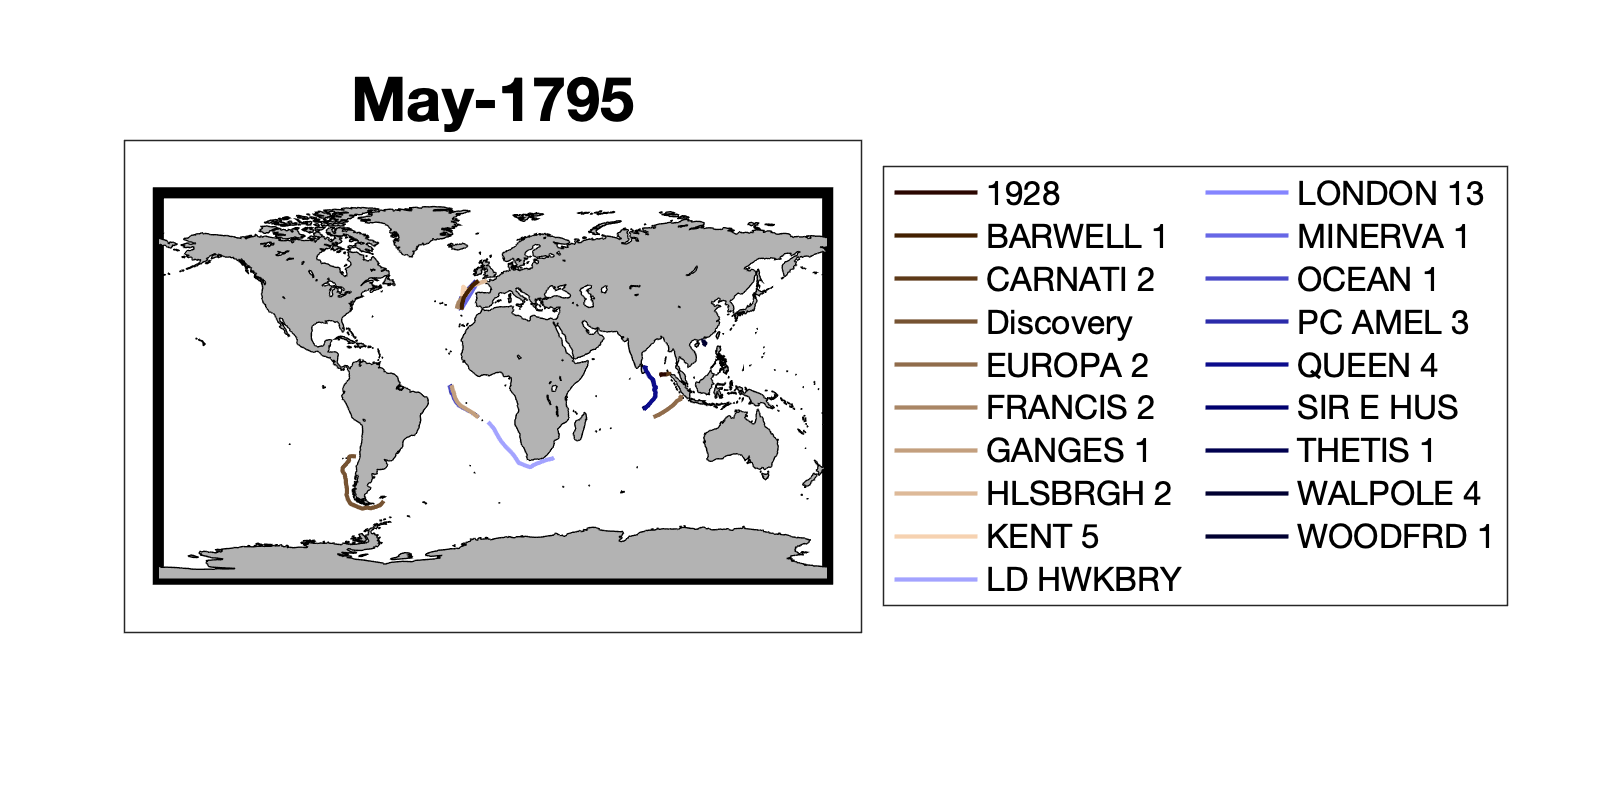 May-1795
1928
BARWELL 1
CARNATI 2
Discovery
EUROPA 2
FRANCIS 2
GANGES 1
HLSBRGH 2
KENT 5
LD HWKBRY
LONDON 13
MINERVA 1
OCEAN 1
PC AMEL 3
QUEEN 4
SIR E HUS
THETIS 1
WALPOLE 4
WOODFRD 1